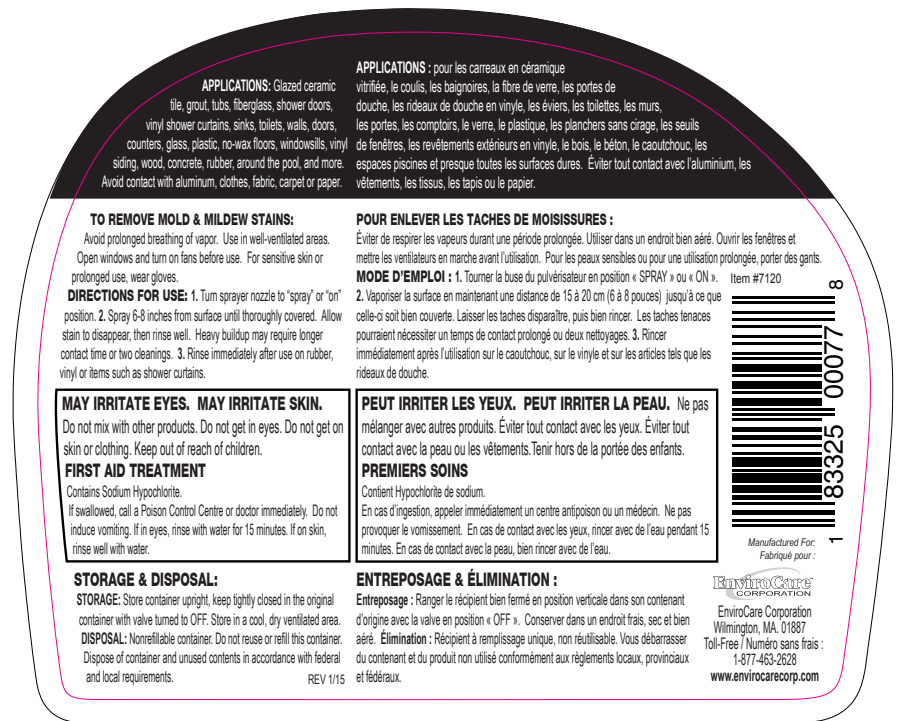 APPLICATIONS: Glazed ceramic
tile, grout, tubs, fiberglass, shower doors,
vinyl shower curtains, sinks, toilets, walls, doors,
counters, glass, plastic, no-wax floors, windowsills, vinyl
siding, wood, concrete, rubber, around the pool, and more.
Avoid contact with aluminum, clothes, fabric, carpet or paper.
APPLICATIONS : pour les carreaux en céramique
vitrifiée, le coulis, les baignoires, la fibre de verre, les portes de
douche, les rideaux de douche en vinyle, les éviers, les toilettes, les murs,
les portes, les comptoirs, le verre, le plastique, les planchers sans cirage, les seuils
de fenêtres, les revêtements extérieurs en vinyle, le bois, le béton, le caoutchouc, les
espaces piscines et presque toutes les surfaces dures. Éviter tout contact avec l'aluminium, les
vêtements, les tissus, les tapis ou le papier.
TO REMOVE MOLD & MILDEW STAINS:
Avoid prolonged breathing of vapor. Use in well-ventilated areas.
Open windows and turn on fans before use. For sensitive skin or
prolonged use, wear gloves.
DIRECTIONS FOR USE: 1. Turn sprayer nozzle to "spray" or "on"
position. 2. Spray 6-8 inches from surface until thoroughly covered. Allow
stain to disappear, then rinse well. Heavy buildup may require longer
contact time or two cleanings. 3. Rinse immediately after use on rubber,
vinyl or items such as shower curtains.
POUR ENLEVER LES TACHES DE MOISISSURES :
Éviter de respirer les vapeurs durant une période prolongée. Utiliser dans un endroit bien aéré. Ouvrir les fenêtres et
mettre les ventilateurs en marche avant l'utilisation. Pour les peaux sensibles ou pour une utilisation prolongée, porter des gants.
MODE D'EMPLOI : 1. Tourner la buse du pulvérisateur en position « SPRAY » ou « ON ».
2. Vaporiser la surface en maintenant une distance de 15 à 20 cm (6 à 8 pouces) jusqu'à ce que
celle-ci soit bien couverte. Laisser les taches disparaître, puis bien rincer. Les taches tenaces
pourraient nécessiter un temps de contact prolongé ou deux nettoyages. 3. Rincer
immédiatement après l'utilisation sur le caoutchouc, sur le vinyle et sur les articles tels que les
rideaux de douche.
Item #7120
1 83325 00077 8
MAY IRRITATE EYES. MAY IRRITATE SKIN.
Do not mix with other products. Do not get in eyes. Do not get on
skin or clothing. Keep out of reach of children.
FIRST AID TREATMENT
Contains Sodium Hypochlorite.
If swallowed, call a Poison Control Centre or doctor immediately. Do not
induce vomiting. If in eyes, rinse with water for 15 minutes. If on skin,
rinse well with water.
PEUT IRRITER LES YEUX. PEUT IRRITER LA PEAU. Ne pas
mélanger avec autres produits. Éviter tout contact avec les yeux. Éviter tout
contact avec la peau ou les vêtements.Tenir hors de la portée des enfants.
PREMIERS SOINS
Contient Hypochlorite de sodium.
En cas d'ingestion, appeler immédiatement un centre antipoison ou un médecin. Ne pas
provoquer le vomissement. En cas de contact avec les yeux, rincer avec de l'eau pendant 15
minutes. En cas de contact avec la peau, bien rincer avec de l'eau.
STORAGE & DISPOSAL:
STORAGE: Store container upright, keep tightly closed in the original
container with valve turned to OFF. Store in a cool, dry ventilated area.
DISPOSAL: Nonrefillable container. Do not reuse or refill this container.
Dispose of container and unused contents in accordance with federal
and local requirements.
REV 1/15
ENTREPOSAGE & ÉLIMINATION :
Entreposage : Ranger le récipient bien fermé en position verticale dans son contenant
d'origine avec la valve en position « OFF ». Conserver dans un endroit frais, sec et bien
aéré. Élimination : Récipient à remplissage unique, non réutilisable. Vous débarrasser
du contenant et du produit non utilisé conformément aux règlements locaux, provinciaux
et fédéraux.
Manufactured For:
Fabriqué pour :
EnviroCare
CORPORATION
EnviroCare Corporation
Wilmington, MA. 01887
Toll-Free / Numéro sans frais :
1-877-463-2628
www.envirocarecorp.com